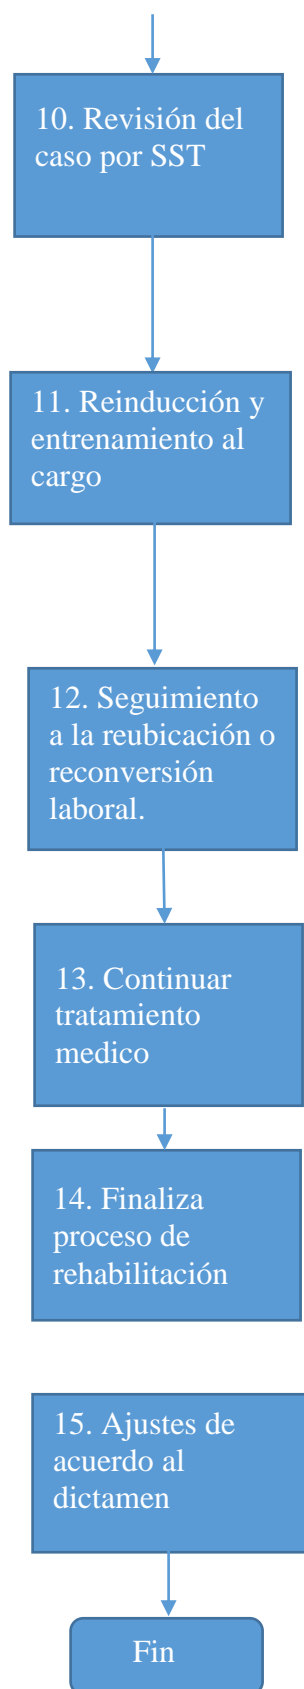 10. Revisión del
caso por SST
11. Reinducción y
entrenamiento al
cargo
12. Seguimiento
a la reubicación o
reconversión
laboral.
13. Continuar
tratamiento
medico
14. Finaliza
proceso de
rehabilitación
15. Ajustes de
acuerdo al
dictamen
Fin